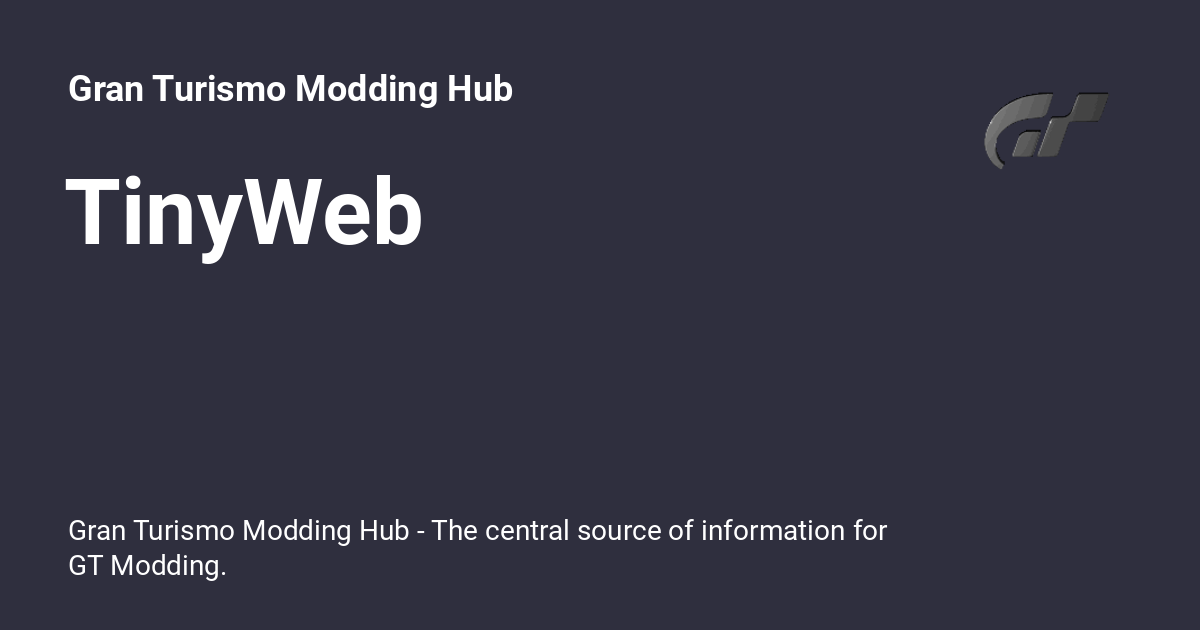 Gran Turismo Modding Hub
TinyWeb
Gran Turismo Modding Hub - The central source of information for
GT Modding.